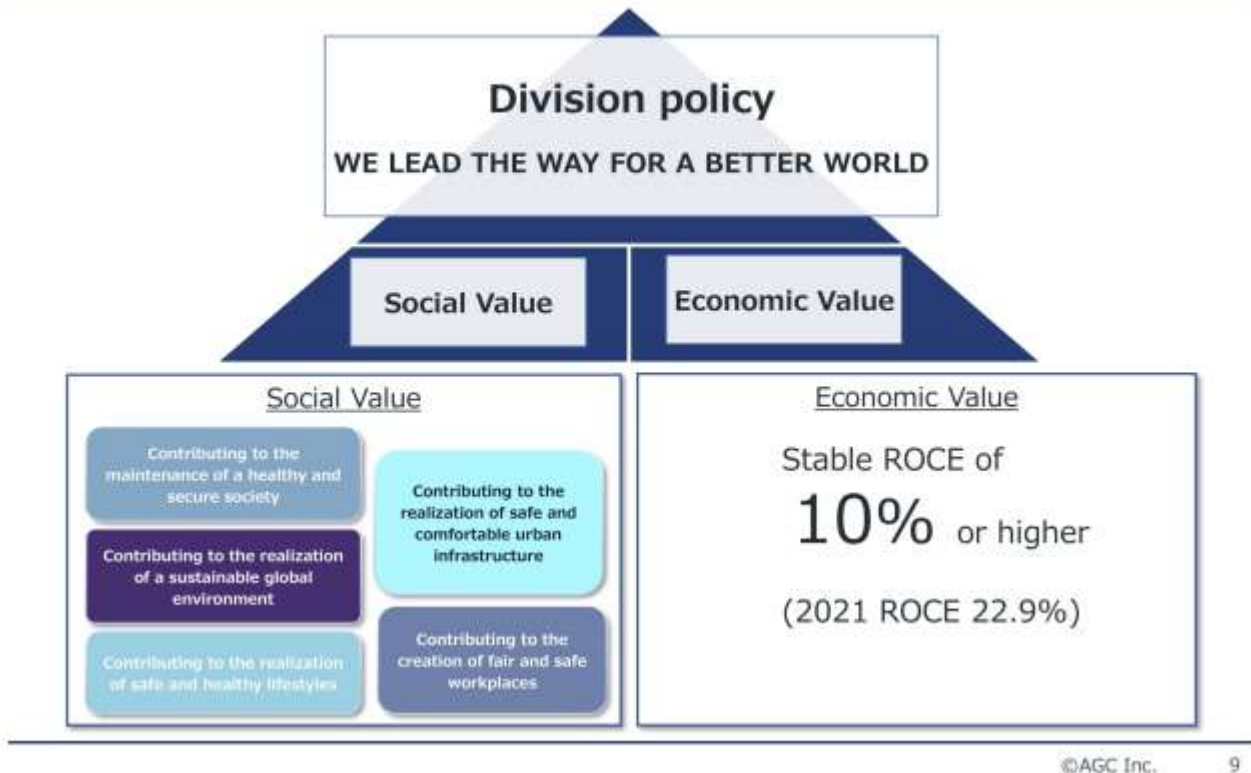 Division policy
WE LEAD THE WAY FOR A BETTER WORLD
Social Value
Economic Value
Social Value
Contributing to the
maintenance of a healthy and
secure society
Contributing to the realization
of a sustainable global
environment
Contributing to the realization
of safe and healthy lifestyles
Contributing to the
realization of safe and
comfortable urban
infrastructure
Contributing to the
creation of fair and safe
workplaces
Economic Value
Stable ROCE of
10% or higher
(2021 ROCE 22.9%)
©AGC Inc.
9